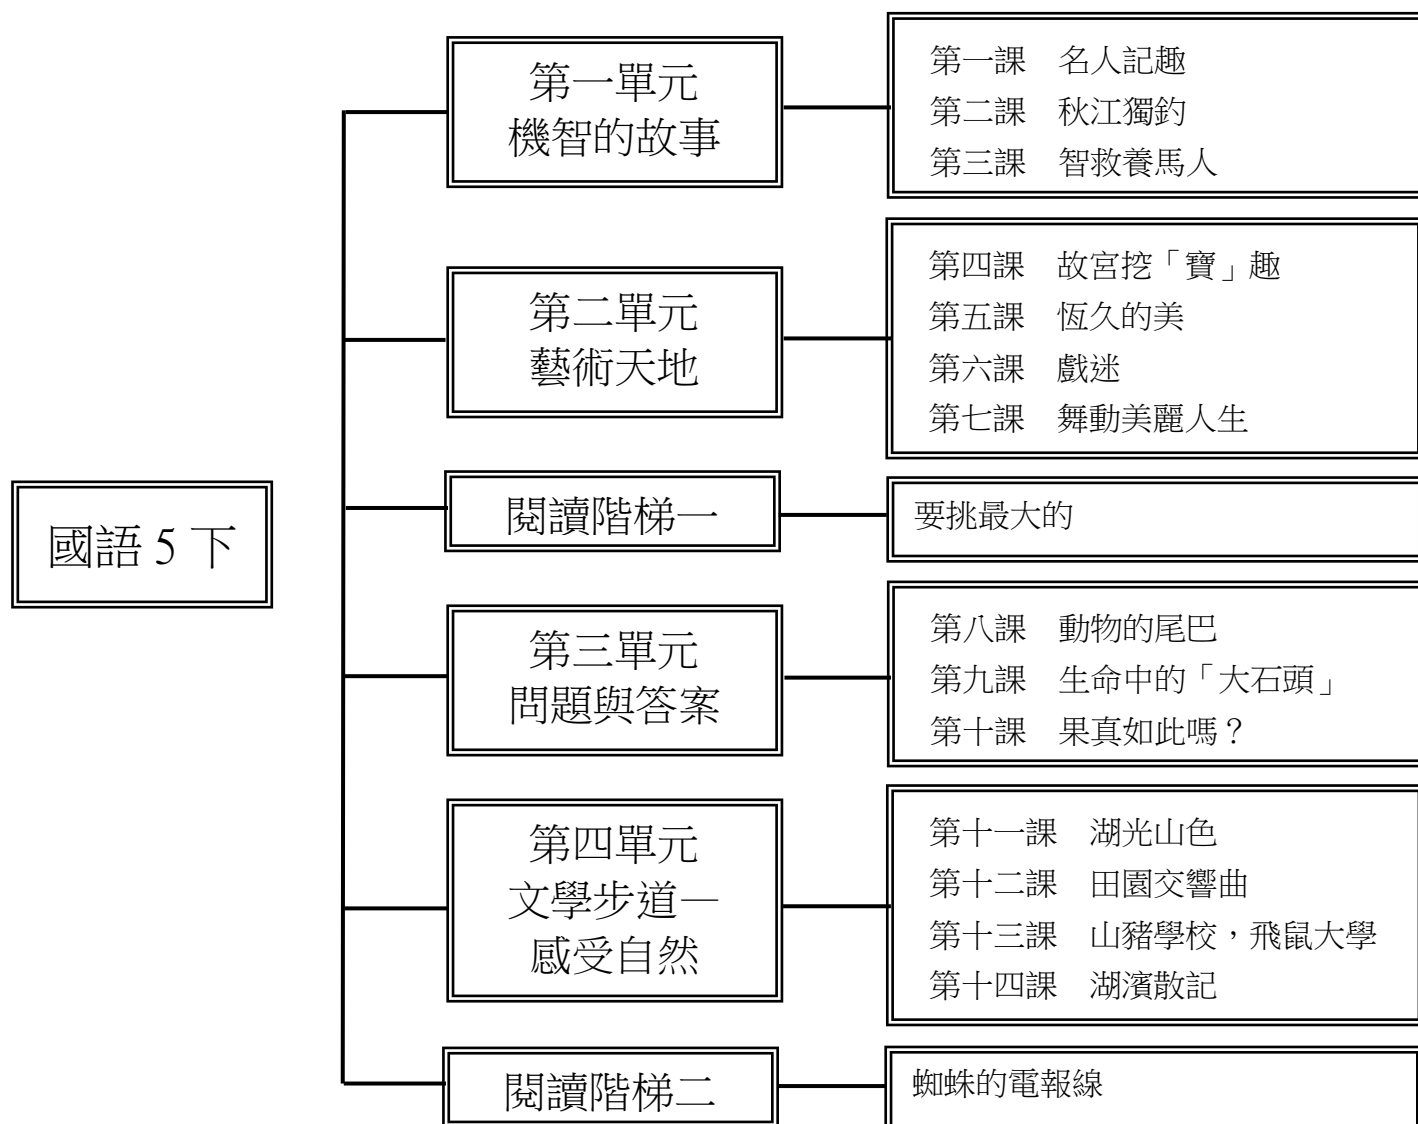 國語 5 下
第一單元
機智的故事
第一課　名人記趣
第二課　秋江獨釣
第三課　智救養馬人
第二單元
藝術天地
第四課　故宮挖「寶」趣
第五課　恆久的美
第六課　戲迷
第七課　舞動美麗人生
閱讀階梯一
要挑最大的
第三單元
問題與答案
第八課　動物的尾巴
第九課　生命中的「大石頭」
第十課　果真如此嗎？
第四單元
文學步道—
感受自然
第十一課　湖光山色
第十二課　田園交響曲
第十三課　山豬學校，飛鼠大學
第十四課　湖濱散記
閱讀階梯二
蜘蛛的電報線